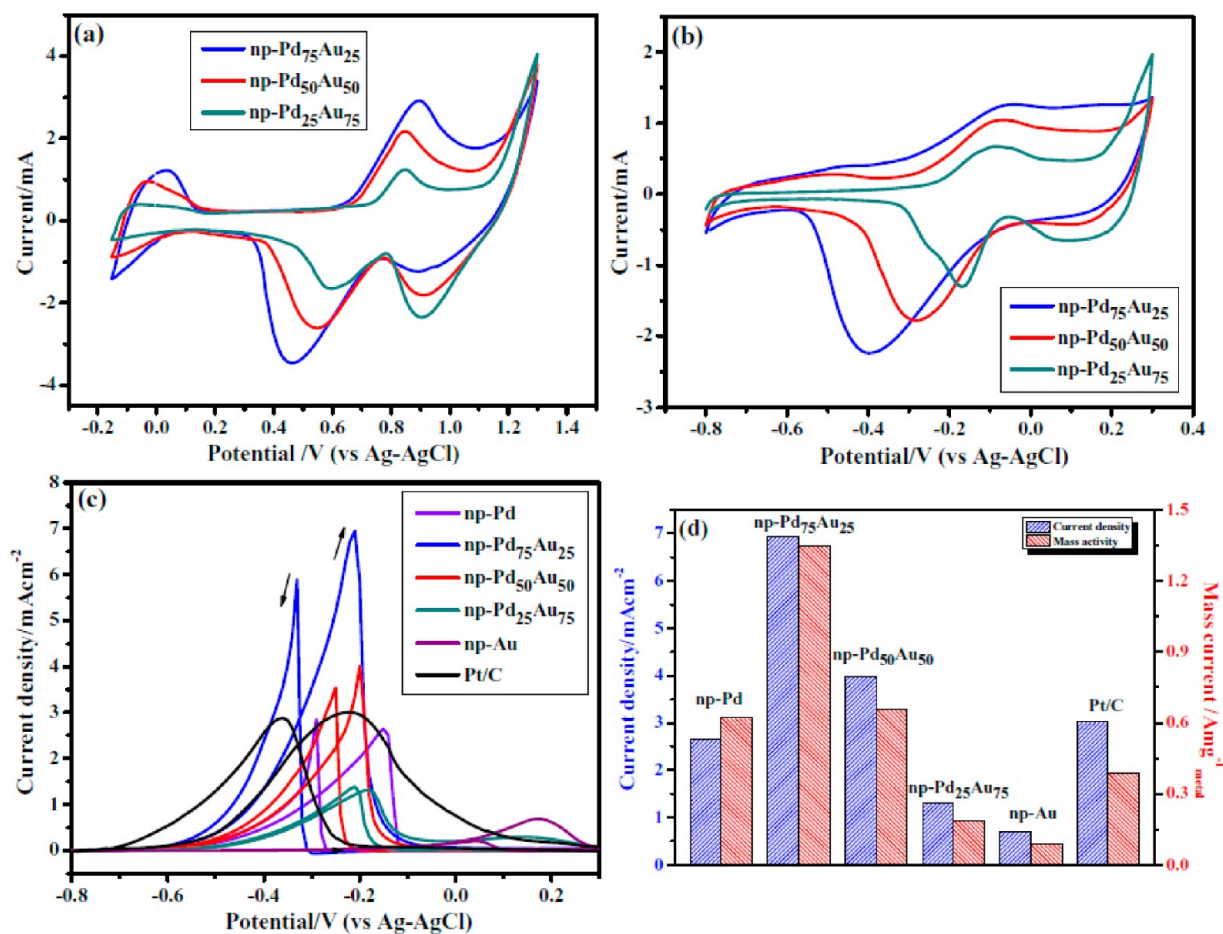 (a)
np-Pd75Au25
np-Pd50Au50
np-Pd25Au75
4
2
0
-2
-4
Current/mA
-0.2 0.0 0.2 0.4 0.6 0.8 1.0 1.2 1.4
Potential /V (vs Ag-AgCl)
(b)
2
1
0
-1
-2
-3
Current/mA
np-Pd75Au25
np-Pd50Au50
np-Pd25Au75
-0.8 -0.6 -0.4 -0.2 0.0 0.2 0.4
Potential/V (vs Ag-AgCl)
(c)
np-Pd
np-Pd75Au25
np-Pd50Au50
np-Pd25Au75
np-Au
Pt/C
8
7
6
5
4
3
2
1
0
-1
Current density/mAcm-2
-0.8 -0.6 -0.4 -0.2 0.0 0.2
Potential/V (vs Ag-AgCl)
(d)
Current density
Mass activity
7
6
5
4
3
2
1
0
Current density/mAcm-2
np-Pd
np-Pd75Au25
np-Pd50Au50
np-Pd25Au75
np-Au
Pt/C
1.5
1.2
0.9
0.6
0.3
0.0
Mass current / Amg-1metal